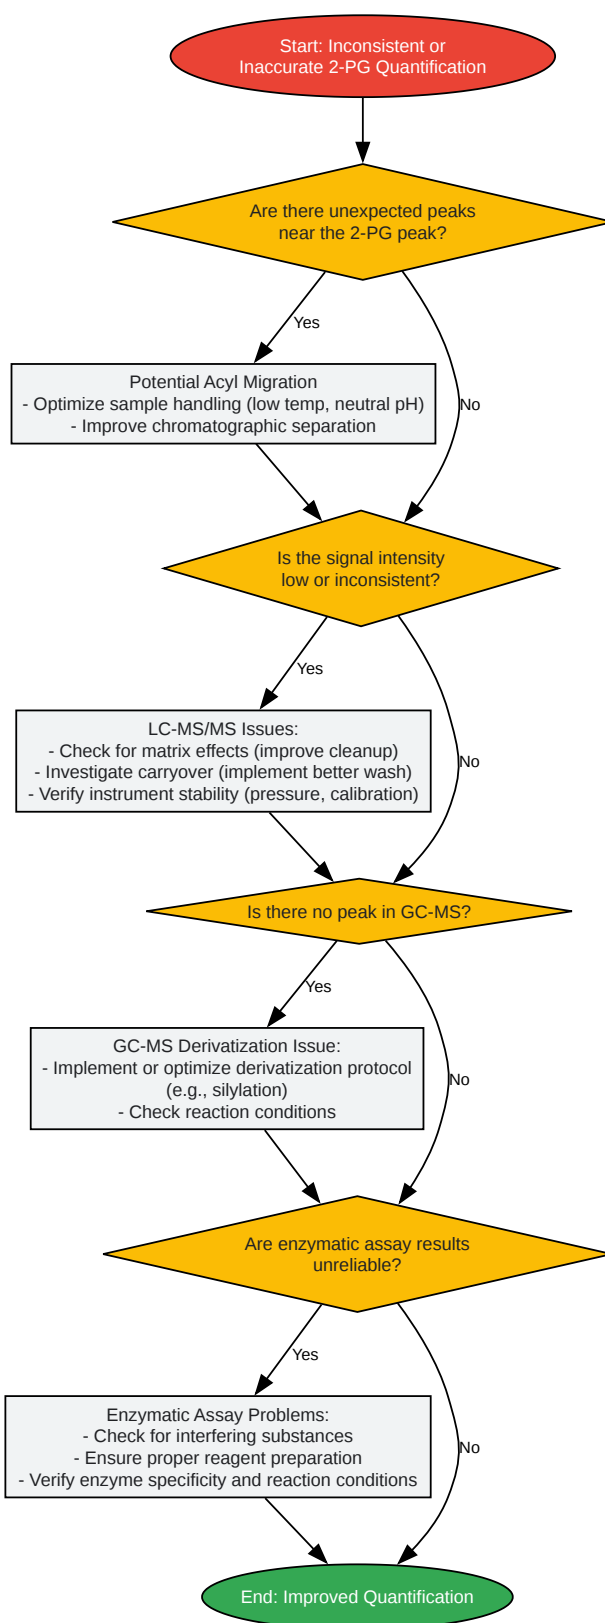 Start: Inconsistent or
Inaccurate 2-PG Quantification
Are there unexpected peaks
near the 2-PG peak?
Yes
No
Potential Acyl Migration
- Optimize sample handling (low temp, neutral pH)
- Improve chromatographic separation
Is the signal intensity
low or inconsistent?
Yes
No
LC-MS/MS Issues:
- Check for matrix effects (improve cleanup)
- Investigate carryover (implement better wash)
- Verify instrument stability (pressure, calibration)
Is there no peak in GC-MS?
Yes
No
GC-MS Derivatization Issue:
- Implement or optimize derivatization protocol
(e.g., silylation)
- Check reaction conditions
Are enzymatic assay results
unreliable?
Yes
No
Enzymatic Assay Problems:
- Check for interfering substances
- Ensure proper reagent preparation
- Verify enzyme specificity and reaction conditions
End: Improved Quantification